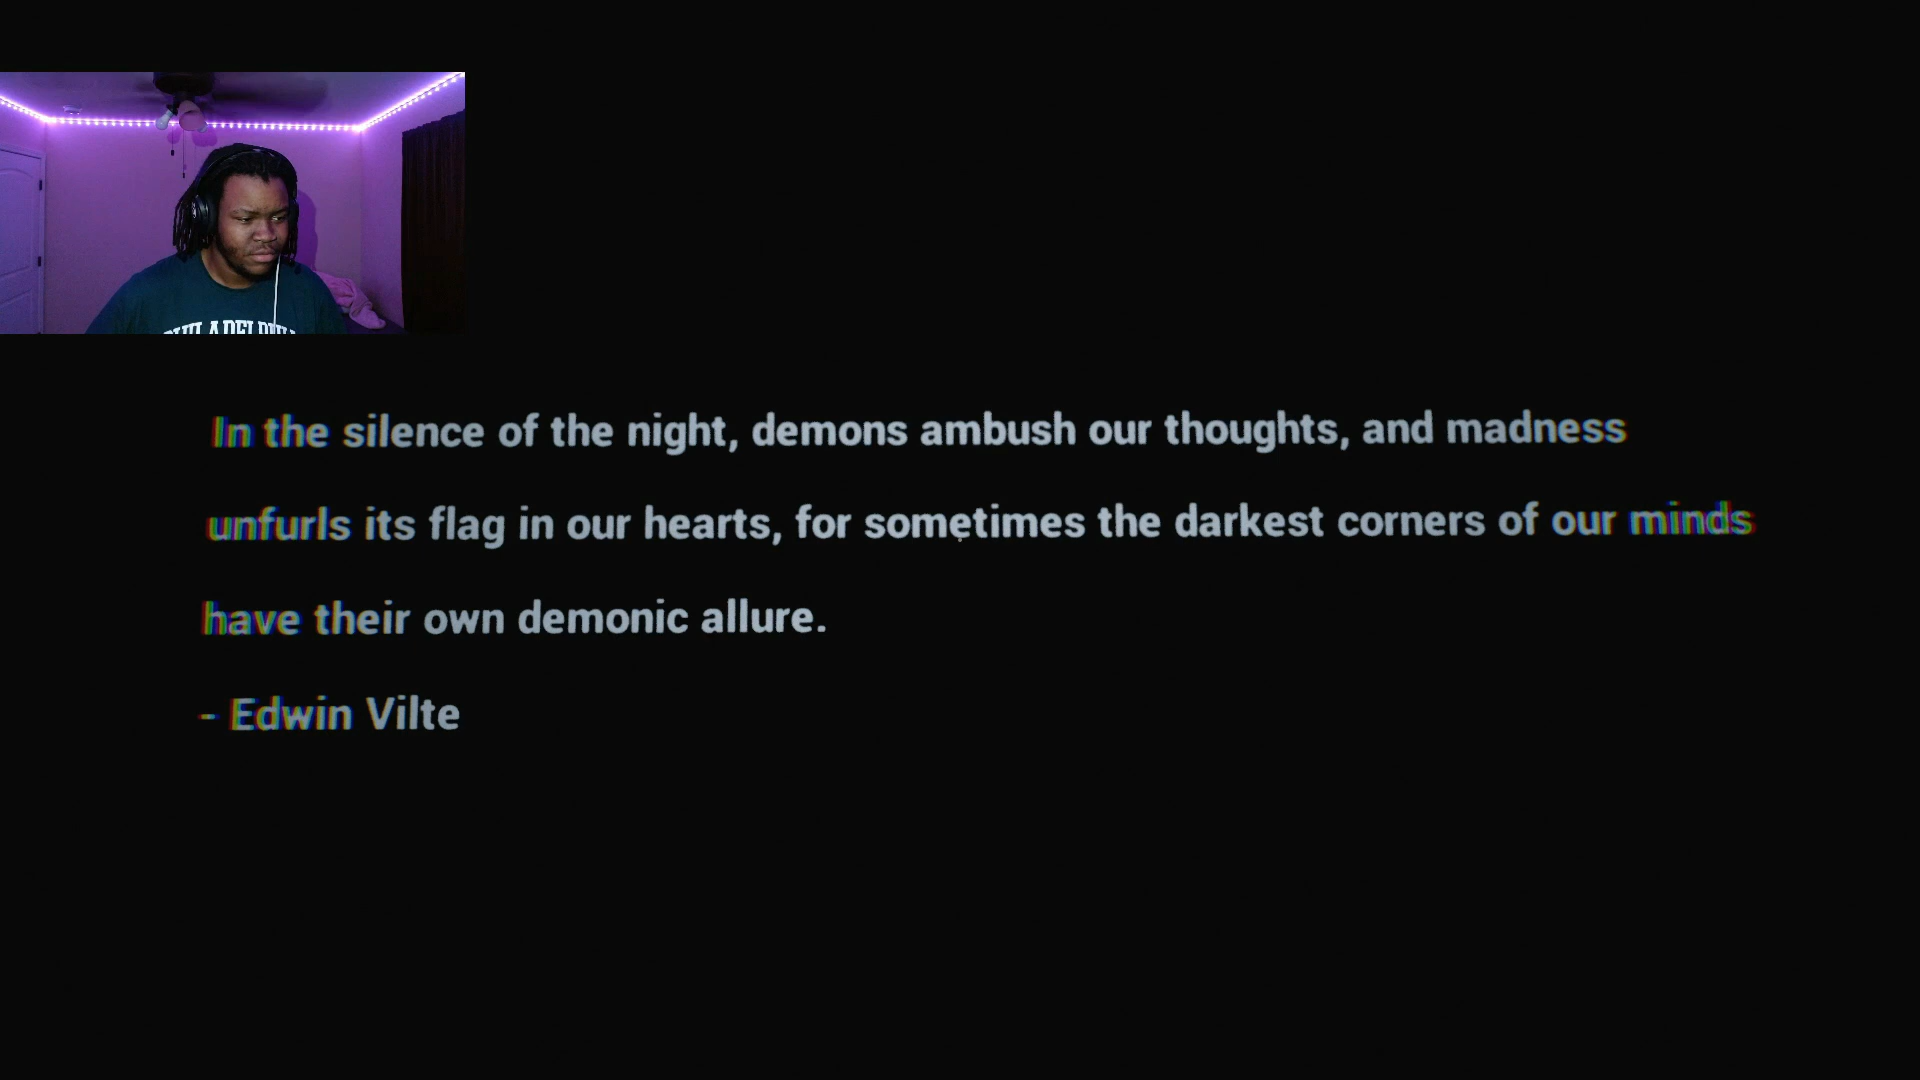 PHILADELPHIA
In the silence of the night, demons ambush our thoughts, and madness
unfurls its flag in our hearts, for sometimes the darkest corners of our minds
have their own demonic allure.
- Edwin Vilte